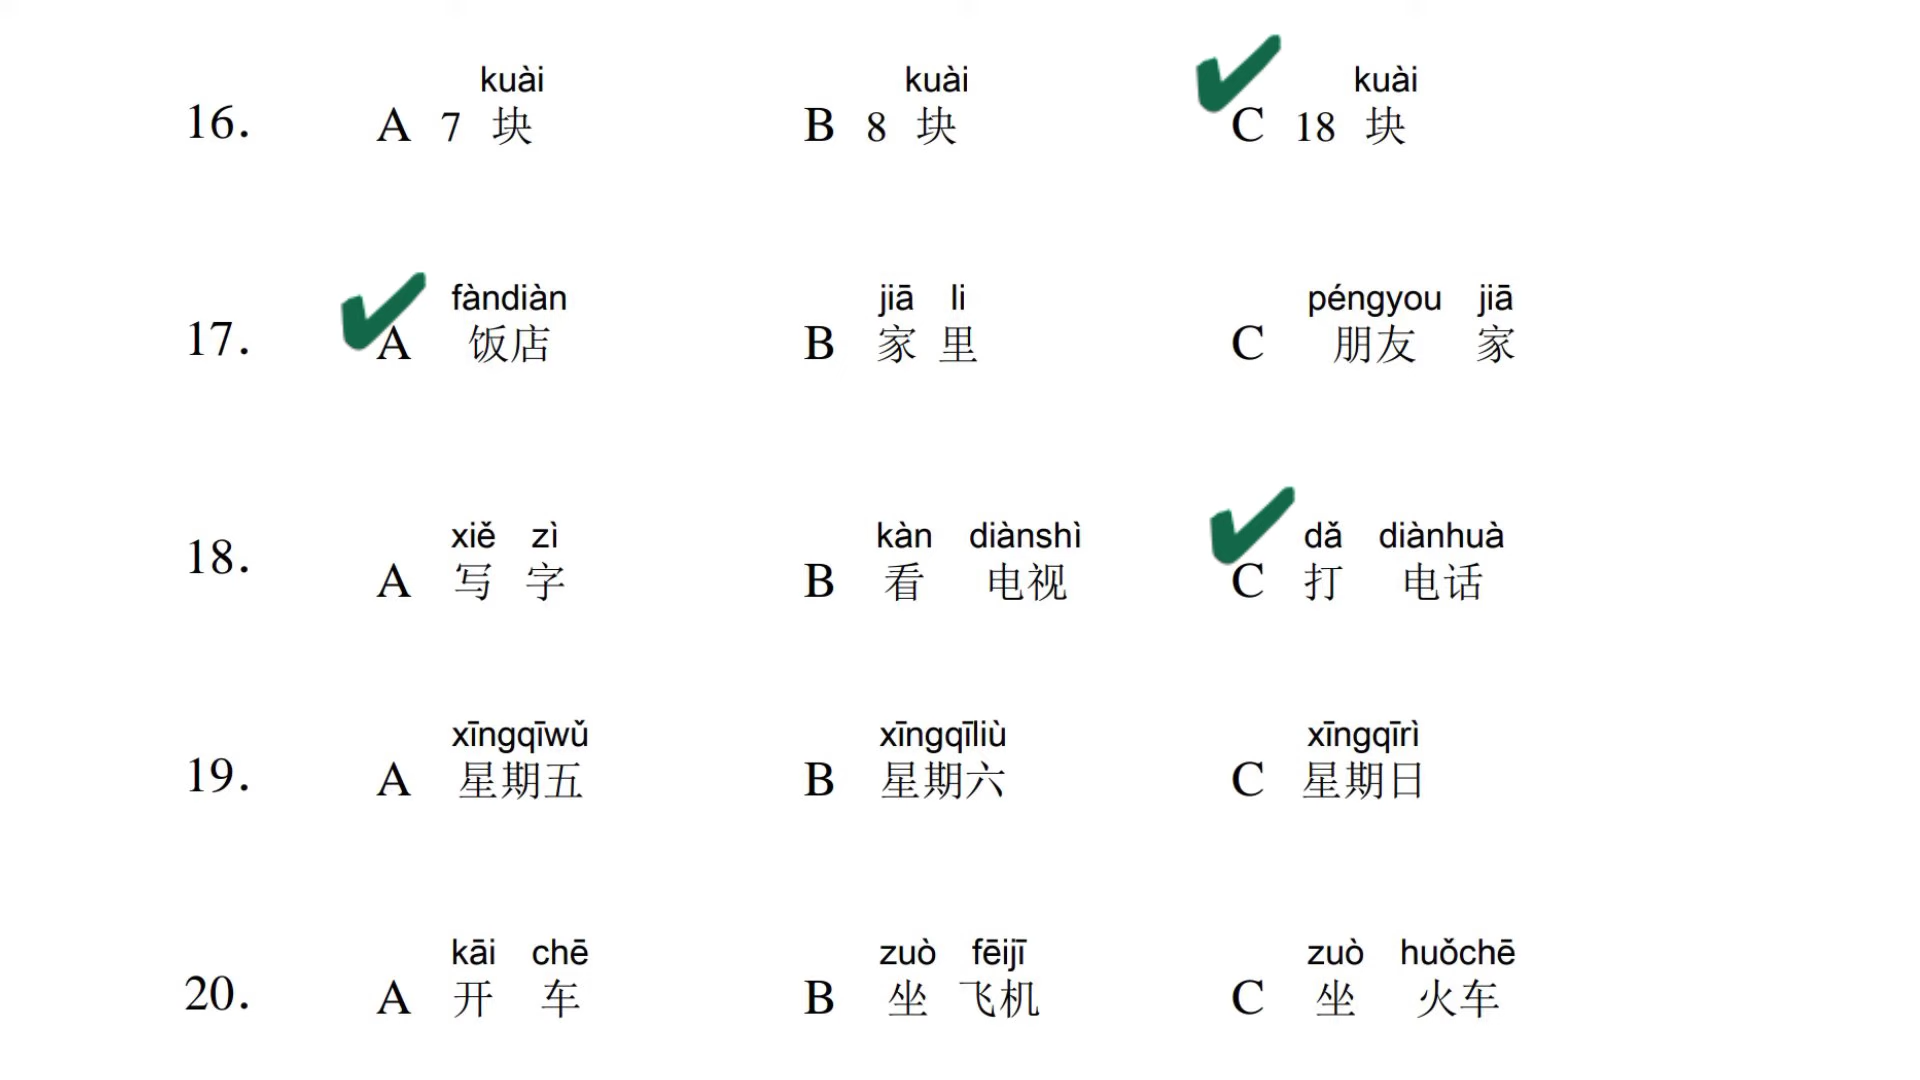 kuài kuài kuài
16. A 7 块 B 8 块 C 18 块
fàndiàn jiā li péngyou jiā
17. A 饭店 B 家 里 C 朋友 家
xiě zì kàn diànshì dǎ diànhuà
18. A 写 字 B 看 电视 C 打 电话
xīngqīwǔ xīngqīliù xīngqīrì
19. A 星期五 B 星期六 C 星期日
kāi chē zuò fēijī zuò huǒchē
20. A 开 车 B 坐 飞机 C 坐 火车